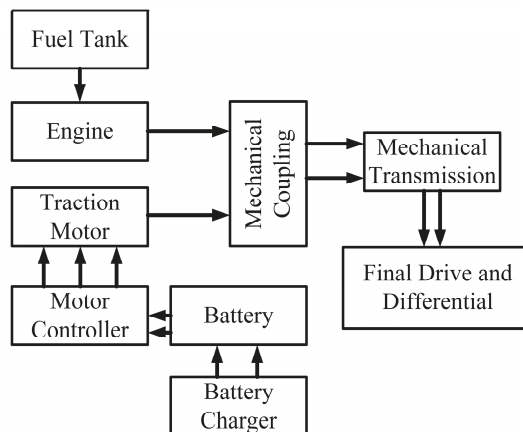 Fuel Tank
Engine
Mechanical
Coupling
Mechanical
Transmission
Traction
Motor
Final Drive and
Differential
Motor
Controller
Battery
Battery
Charger